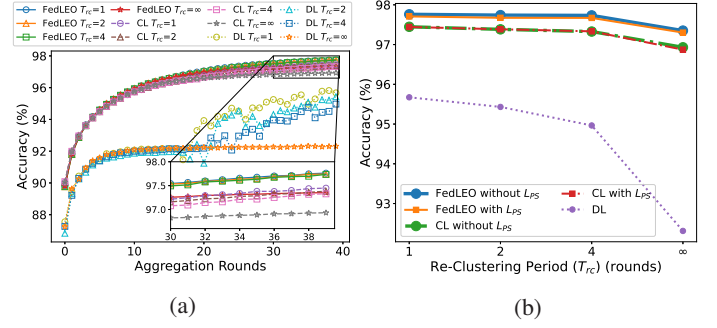 FedLEO T_rc=1 FedLEO T_rc=∞ CL T_rc=4 DL T_rc=2
FedLEO T_rc=2 CL T_rc=1 CL T_rc=∞ DL T_rc=4
FedLEO T_rc=4 CL T_rc=2 DL T_rc=1 DL T_rc=∞
98
96
94
92
90
88
Accuracy (%)
98.0
97.5
97.0
30 32 34 36 38
0 10 20 30 40
Aggregation Rounds
(a)
98
97
96
95
94
93
Accuracy (%)
FedLEO without L_PS CL with L_PS
FedLEO with L_PS DL
CL without L_PS
1 2 4 ∞
Re-Clustering Period (T_rc) (rounds)
(b)